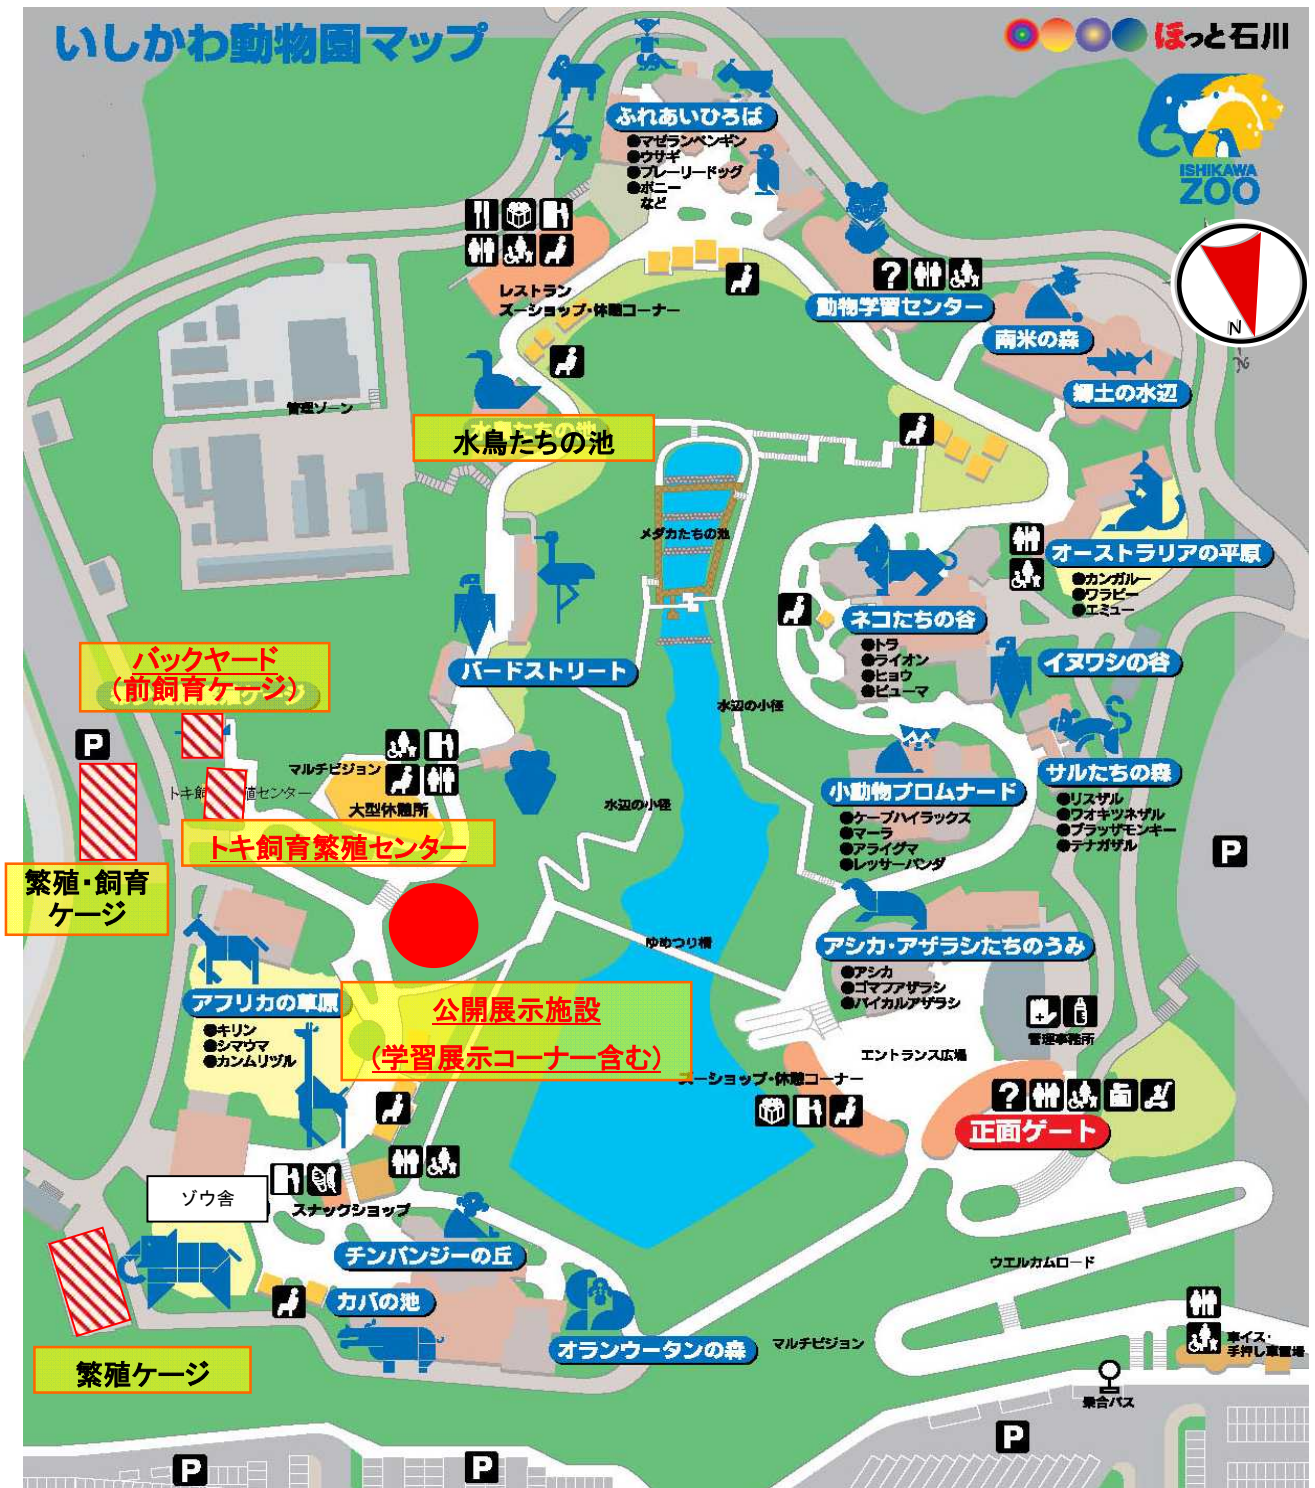 いしかわ動物園マップ
ほっと石川
ISHIKAWA
ZOO
N
ふれあいひろば
●マゼランペンギン
●ウサギ
●プレーリードッグ
●ポニー
など
レストラン
ズーショップ・休憩コーナー
?
動物学習センター
南米の森
郷土の水辺
管理ゾーン
水鳥たちの池
メダカたちの池
オーストラリアの平原
●カンガルー
●ワラビー
●エミュー
ネコたちの谷
●トラ
●ライオン
●ヒョウ
●ピューマ
イヌワシの谷
バードストリート
バックヤード
(前飼育ケージ)
P
マルチビジョン
大型休憩所
トキ飼育繁殖センター
繁殖・飼育
ケージ
水辺の小径
水辺の小径
小動物プロムナード
●ケープハイラックス
●マーラ
●アライグマ
●レッサーパンダ
サルたちの森
●リスザル
●ワオキツネザル
●ブラッザモンキー
●テナガザル
P
ゆめつり橋
アシカ・アザラシたちのうみ
●アシカ
●ゴマフアザラシ
●バイカルアザラシ
管理事務所
エントランス広場
アフリカの草原
●キリン
●シマウマ
●カンムリヅル
公開展示施設
(学習展示コーナー含む)
ズーショップ・休憩コーナー
?
正面ゲート
ゾウ舎
スナックショップ
チンパンジーの丘
カバの池
オランウータンの森
マルチビジョン
ウエルカムロード
繁殖ケージ
車イス・
手押し車置場
乗合バス
P
P
P